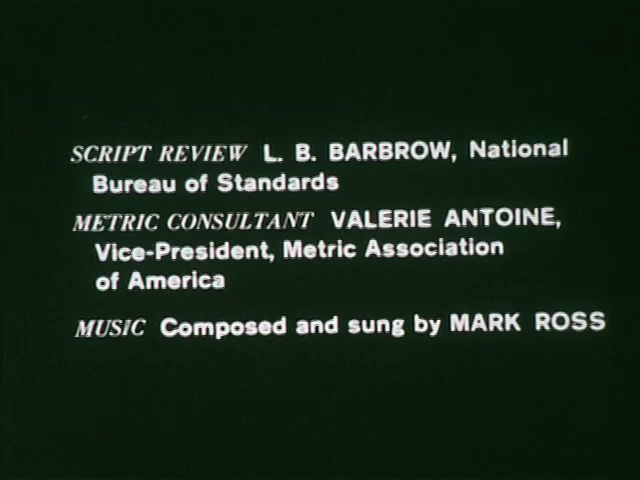 SCRIPT REVIEW L. B. BARBROW, National
Bureau of Standards
METRIC CONSULTANT VALERIE ANTOINE,
Vice-President, Metric Association
of America
MUSIC Composed and sung by MARK ROSS